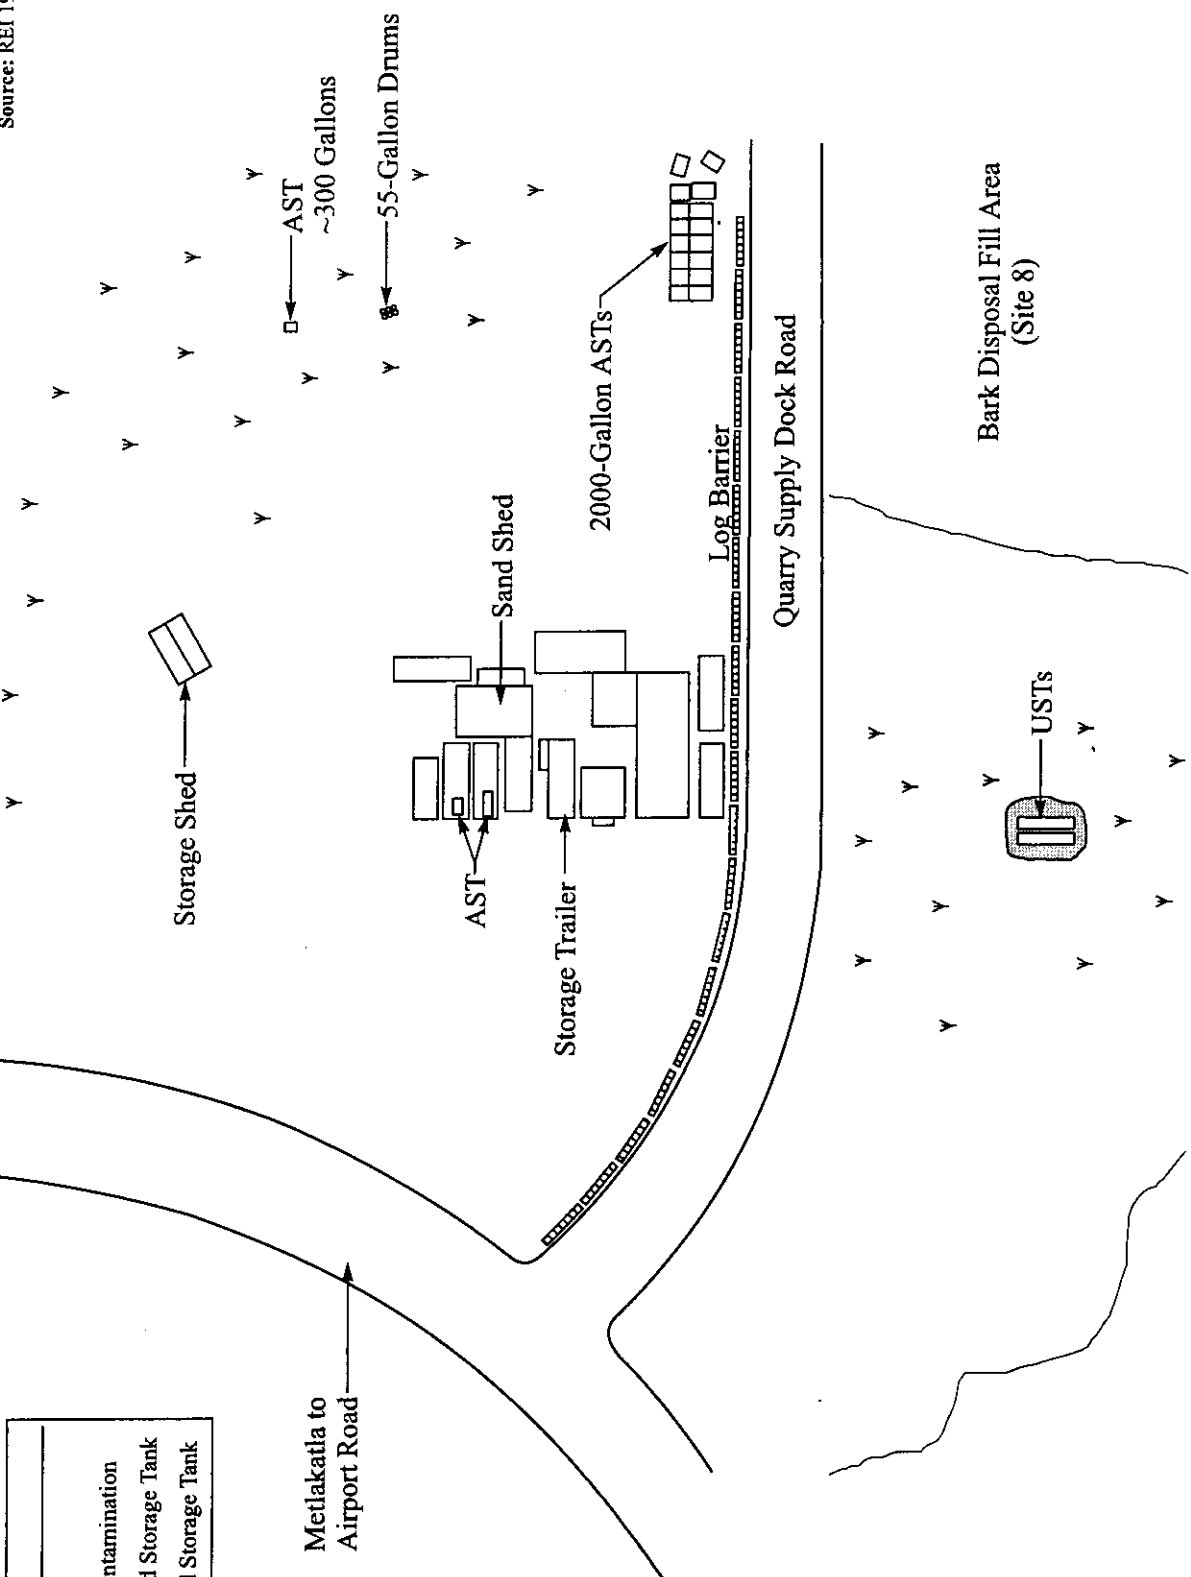 Source: REI 19
AST
~300 Gallons
55-Gallon Drums
2000-Gallon ASTs
Storage Shed
Sand Shed
AST
Storage Trailer
Log Barrier
Quarry Supply Dock Road
Bark Disposal Fill Area
(Site 8)
USTs
Metlakatla to
Airport Road
ntamination
d Storage Tank
d Storage Tank